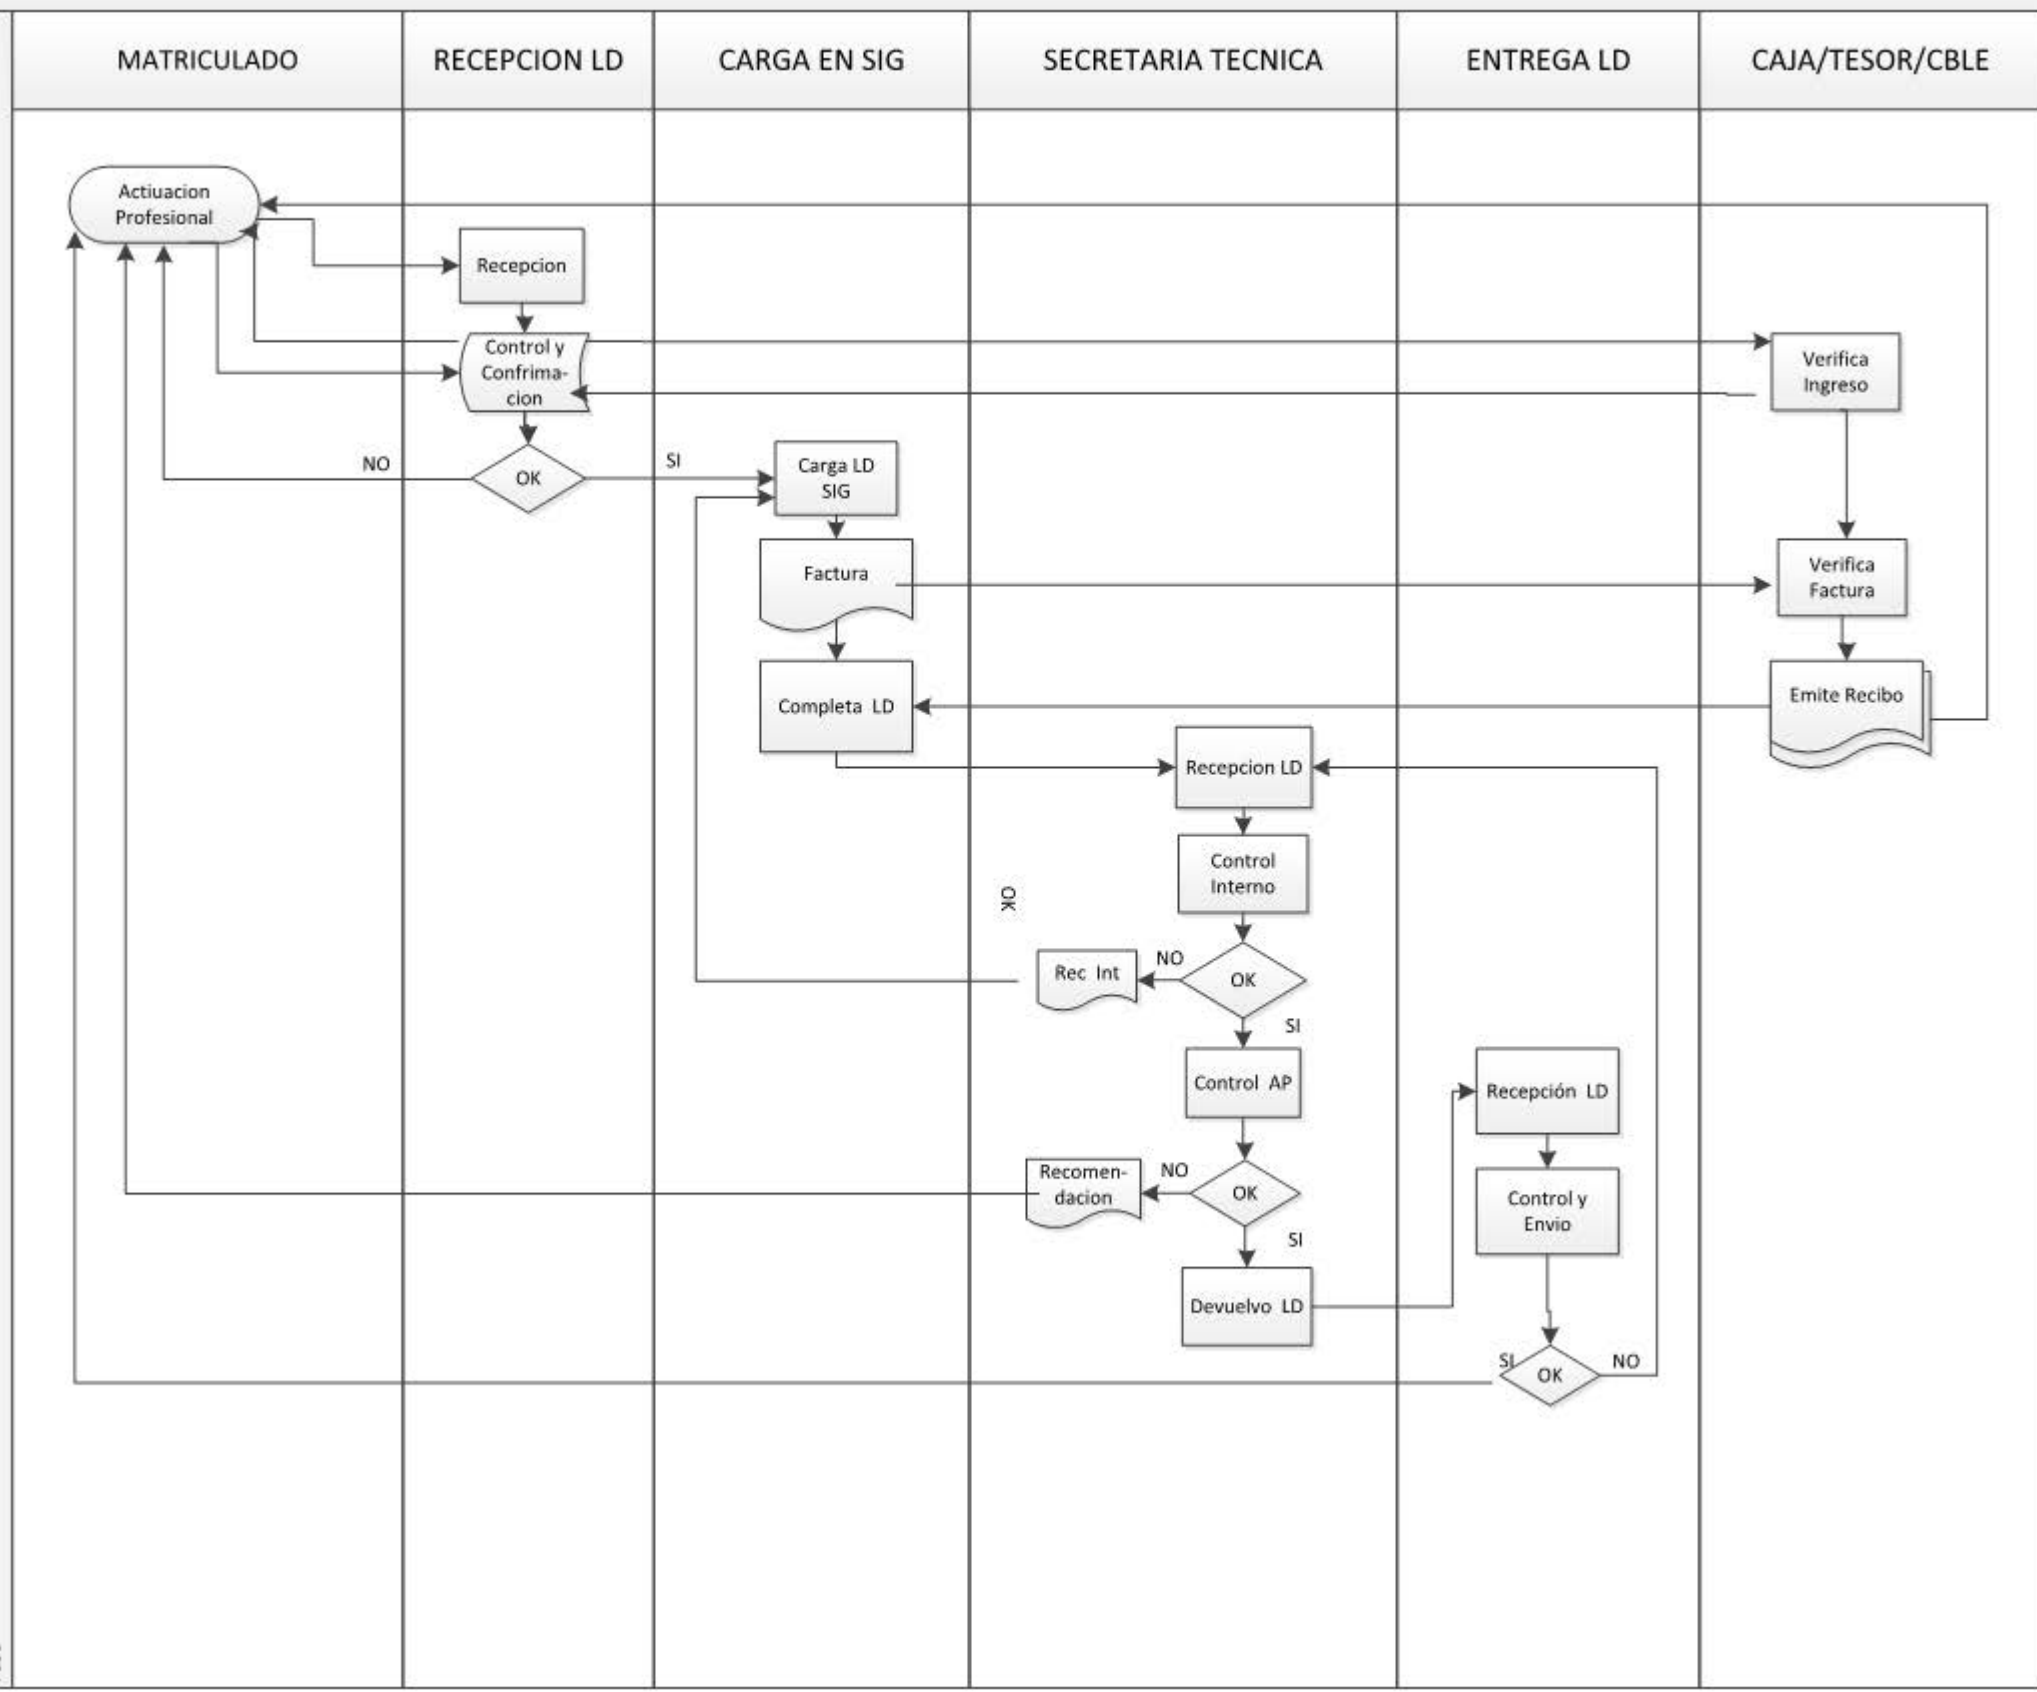 MATRICULADO
RECEPCION LD
CARGA EN SIG
SECRETARIA TECNICA
ENTREGA LD
CAJA/TESOR/CBLE
Actiuacion
Profesional
Recepcion
Control y
Confrima-
cion
Verifica
Ingreso
NO
OK
SI
Carga LD
SIG
Factura
Verifica
Factura
Completa LD
Emite Recibo
Recepcion LD
Control
Interno
OK
Rec Int
NO
OK
SI
Control AP
Recepción LD
Recomen-
dacion
NO
OK
Control y
Envio
SI
Devuelvo LD
SI
OK
NO